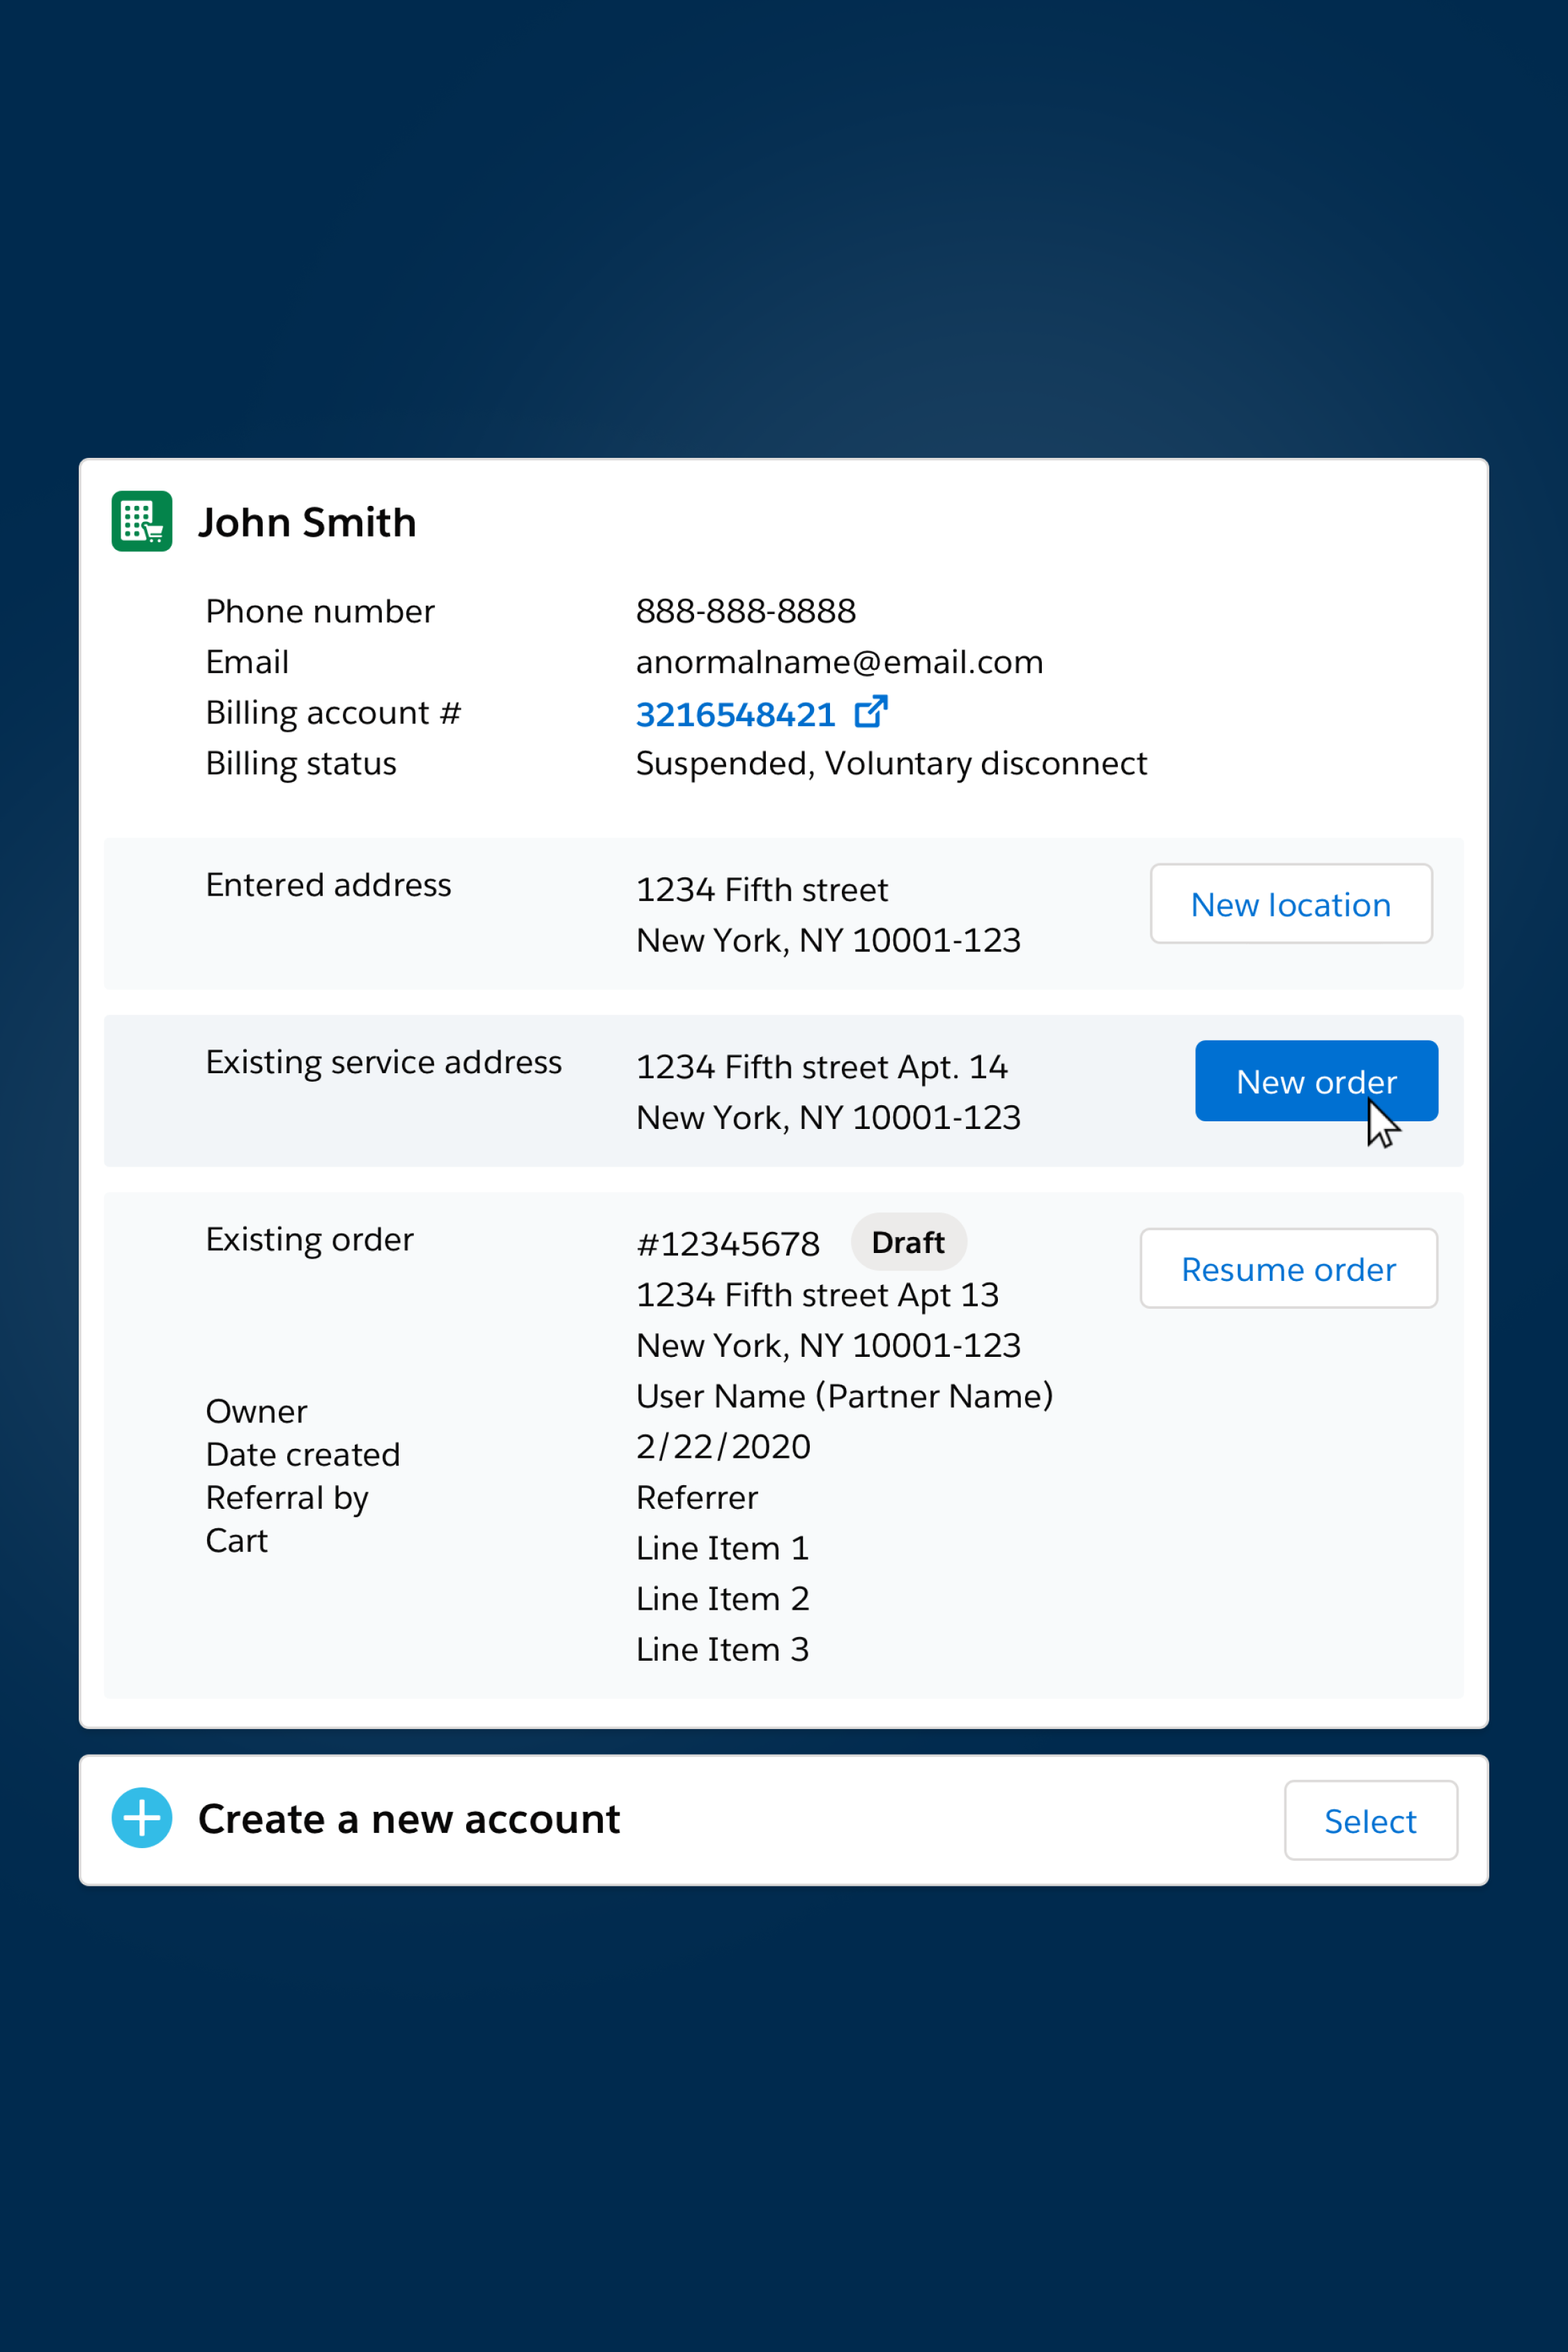 John Smith
Phone number 888-888-8888
Email anormalname@email.com
Billing account # 3216548421
Billing status Suspended, Voluntary disconnect
Entered address 1234 Fifth street New location
New York, NY 10001-123
Existing service address 1234 Fifth street Apt. 14 New order
New York, NY 10001-123
Existing order #12345678 Draft Resume order
1234 Fifth street Apt 13
New York, NY 10001-123
Owner User Name (Partner Name)
Date created 2/22/2020
Referral by Referrer
Cart Line Item 1
Line Item 2
Line Item 3
Create a new account Select